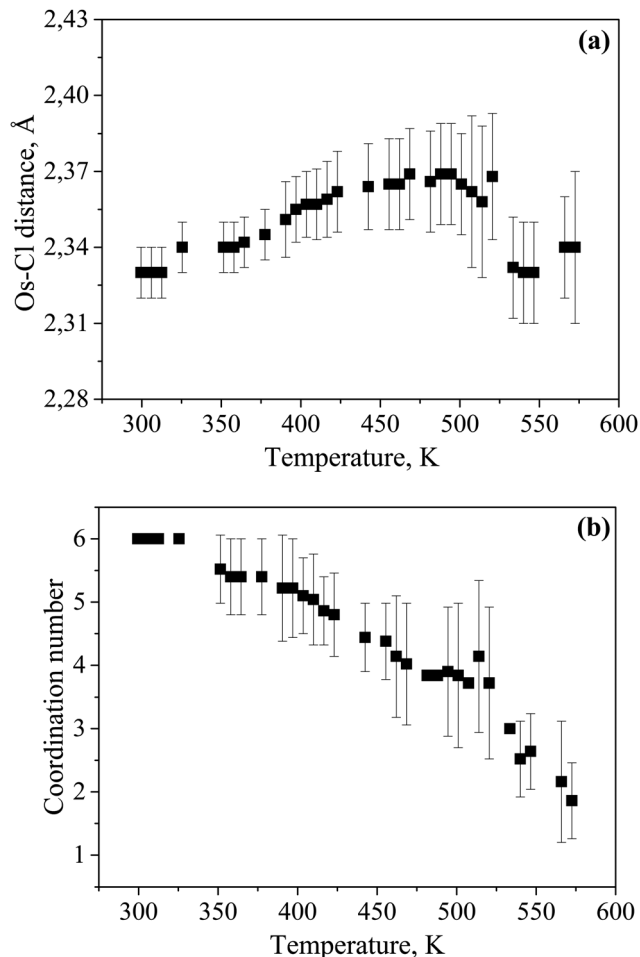 (a)
2,43
2,40
2,37
2,34
2,31
2,28
Os-Cl distance, Å
300 350 400 450 500 550 600
Temperature, K
(b)
6
5
4
3
2
1
Coordination number
300 350 400 450 500 550 600
Temperature, K